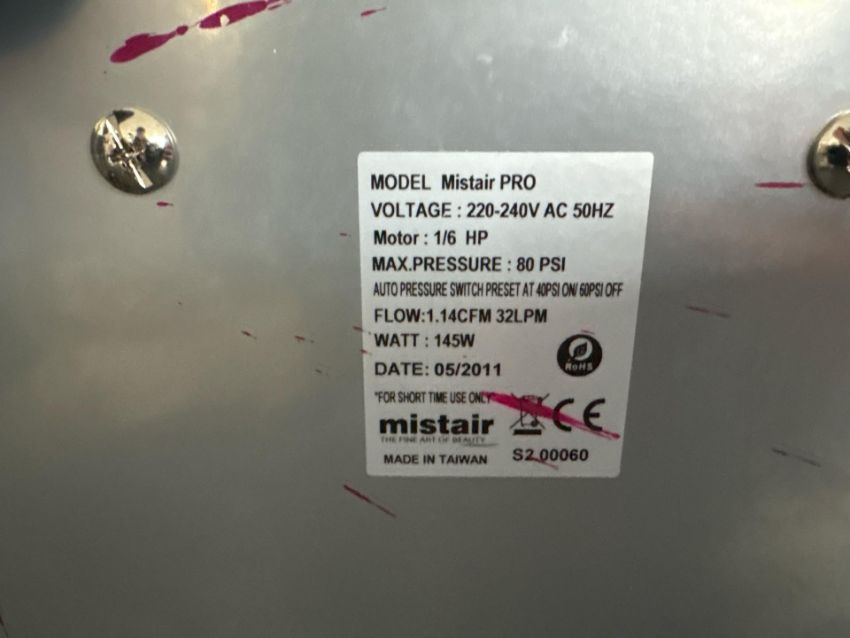 MODEL Mistair PRO
VOLTAGE : 220-240V AC 50HZ
Motor : 1/6 HP
MAX.PRESSURE : 80 PSI
AUTO PRESSURE SWITCH PRESET AT 40PSI ON/ 60PSI OFF
FLOW:1.14CFM 32LPM
WATT : 145W
RoHS
DATE: 05/2011
*FOR SHORT TIME USE ONLY*
CE
mistair
THE FINE ART OF BEAUTY
MADE IN TAIWAN
S2 00060